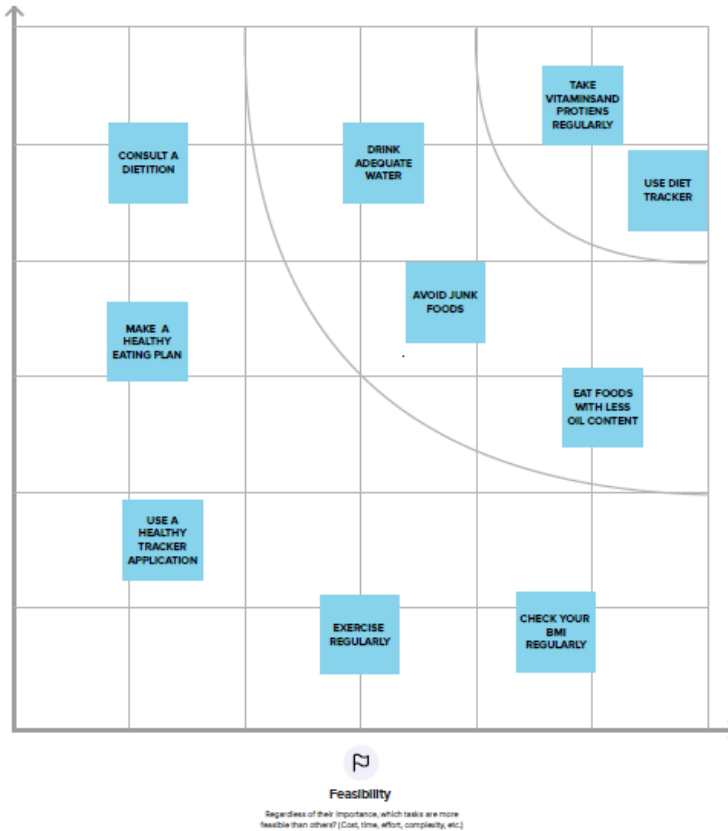 TAKE
VITAMINSAND
PROTIENS
REGULARLY
CONSULT A
DIETITION
DRINK
ADEQUATE
WATER
USE DIET
TRACKER
AVOID JUNK
FOODS
MAKE A
HEALTHY
EATING PLAN
EAT FOODS
WITH LESS
OIL CONTENT
USE A
HEALTHY
TRACKER
APPLICATION
EXERCISE
REGULARLY
CHECK YOUR
BMI
REGULARLY
Feasibility
Regardless of their importance, which tasks are more
feasible than others? (Cost, time, effort, complexity, etc.)